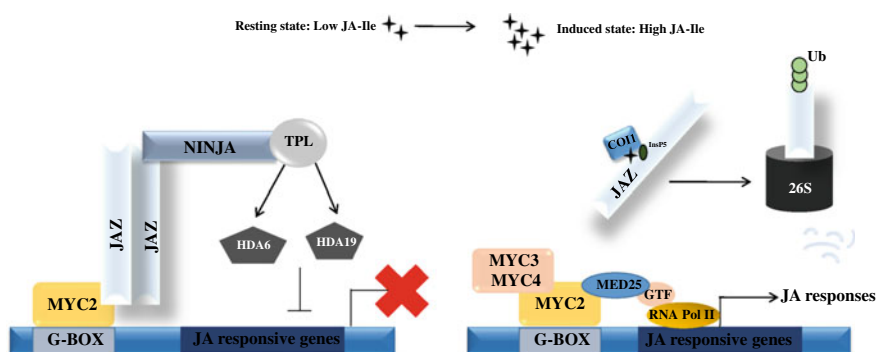 Resting state: Low JA-Ile
Induced state: High JA-Ile
NINJA
TPL
JAZ
JAZ
HDA6
HDA19
MYC2
G-BOX
JA responsive genes
Ub
COI1
InsP5
JAZ
26S
MYC3
MYC4
MYC2
MED25
GTF
RNA Pol II
JA responses
G-BOX
JA responsive genes